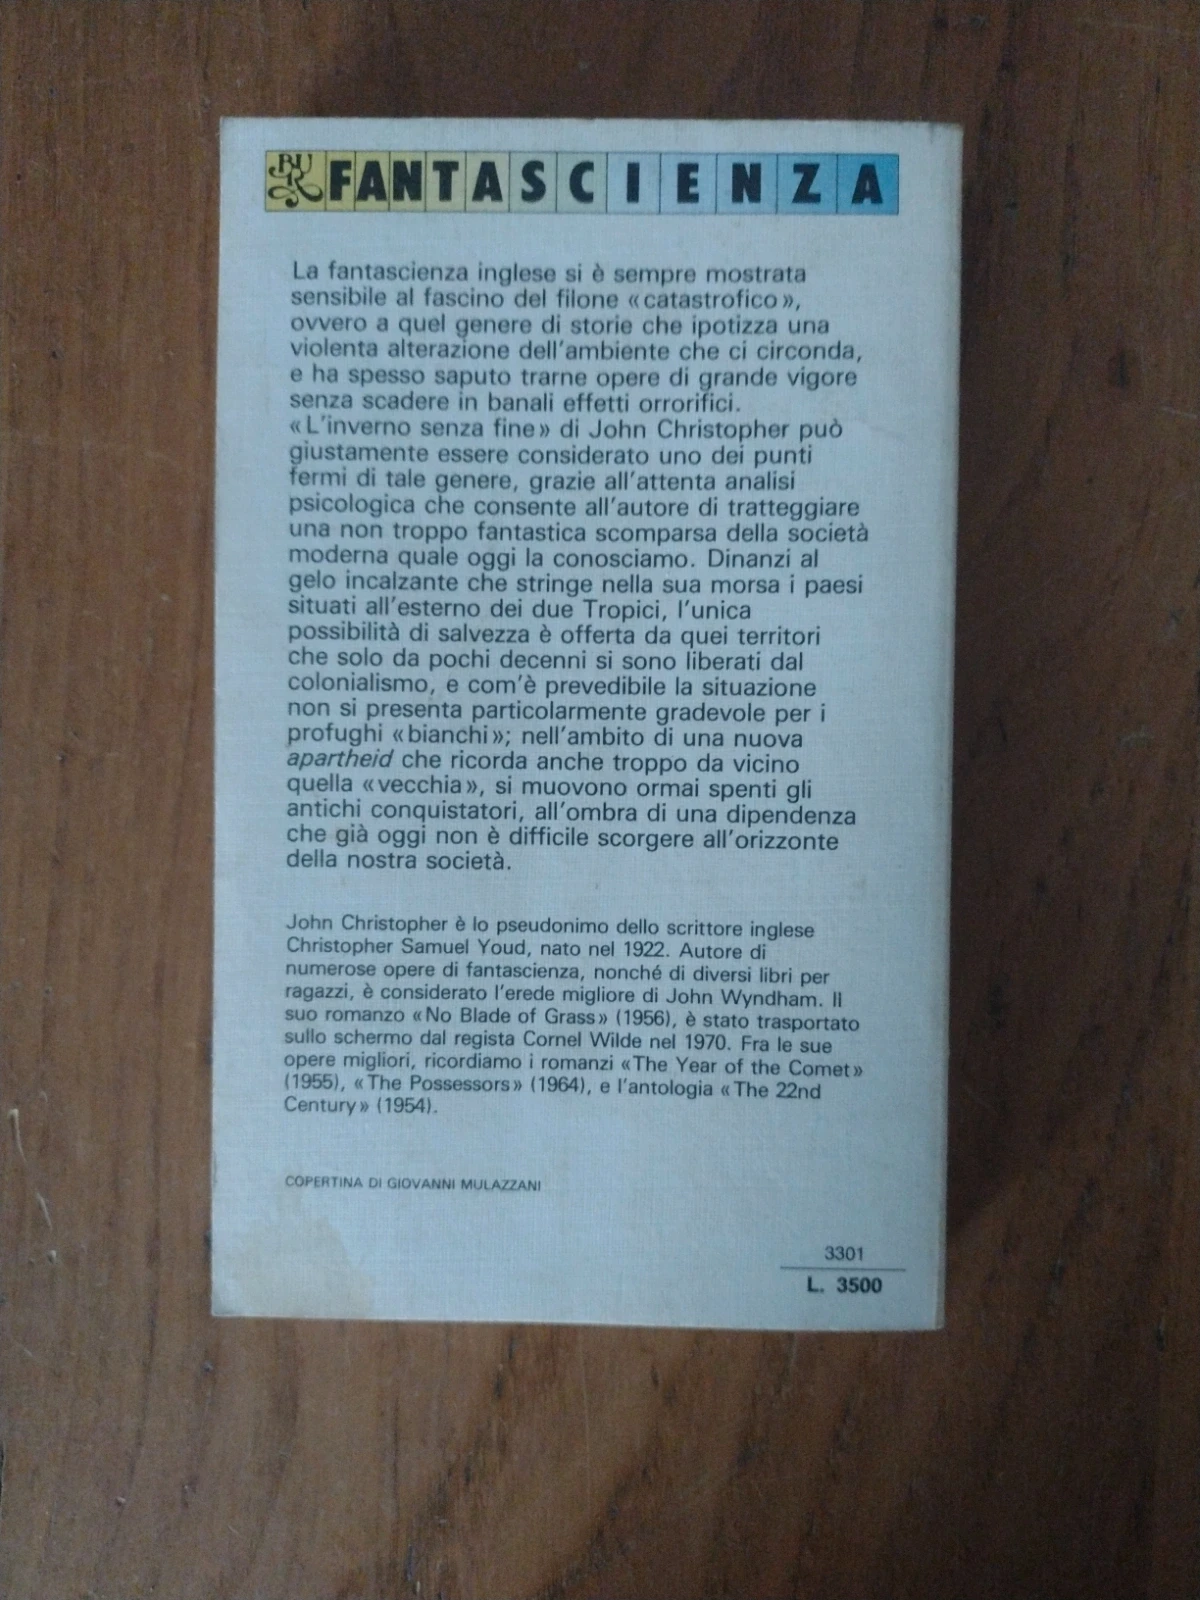 BUR FANTASCIENZA
La fantascienza inglese si è sempre mostrata
sensibile al fascino del filone «catastrofico»,
ovvero a quel genere di storie che ipotizza una
violenta alterazione dell'ambiente che ci circonda,
e ha spesso saputo trarne opere di grande vigore
senza scadere in banali effetti orrorifici.
«L'inverno senza fine» di John Christopher può
giustamente essere considerato uno dei punti
fermi di tale genere, grazie all'attenta analisi
psicologica che consente all'autore di tratteggiare
una non troppo fantastica scomparsa della società
moderna quale oggi la conosciamo. Dinanzi al
gelo incalzante che stringe nella sua morsa i paesi
situati all'esterno dei due Tropici, l'unica
possibilità di salvezza è offerta da quei territori
che solo da pochi decenni si sono liberati dal
colonialismo, e com'è prevedibile la situazione
non si presenta particolarmente gradevole per i
profughi «bianchi»; nell'ambito di una nuova
apartheid che ricorda anche troppo da vicino
quella «vecchia», si muovono ormai spenti gli
antichi conquistatori, all'ombra di una dipendenza
che già oggi non è difficile scorgere all'orizzonte
della nostra società.
John Christopher è lo pseudonimo dello scrittore inglese
Christopher Samuel Youd, nato nel 1922. Autore di
numerose opere di fantascienza, nonché di diversi libri per
ragazzi, è considerato l'erede migliore di John Wyndham. Il
suo romanzo «No Blade of Grass» (1956), è stato trasportato
sullo schermo dal regista Cornel Wilde nel 1970. Fra le sue
opere migliori, ricordiamo i romanzi «The Year of the Comet»
(1955), «The Possessors» (1964), e l'antologia «The 22nd
Century» (1954).
COPERTINA DI GIOVANNI MULAZZANI
3301
L. 3500